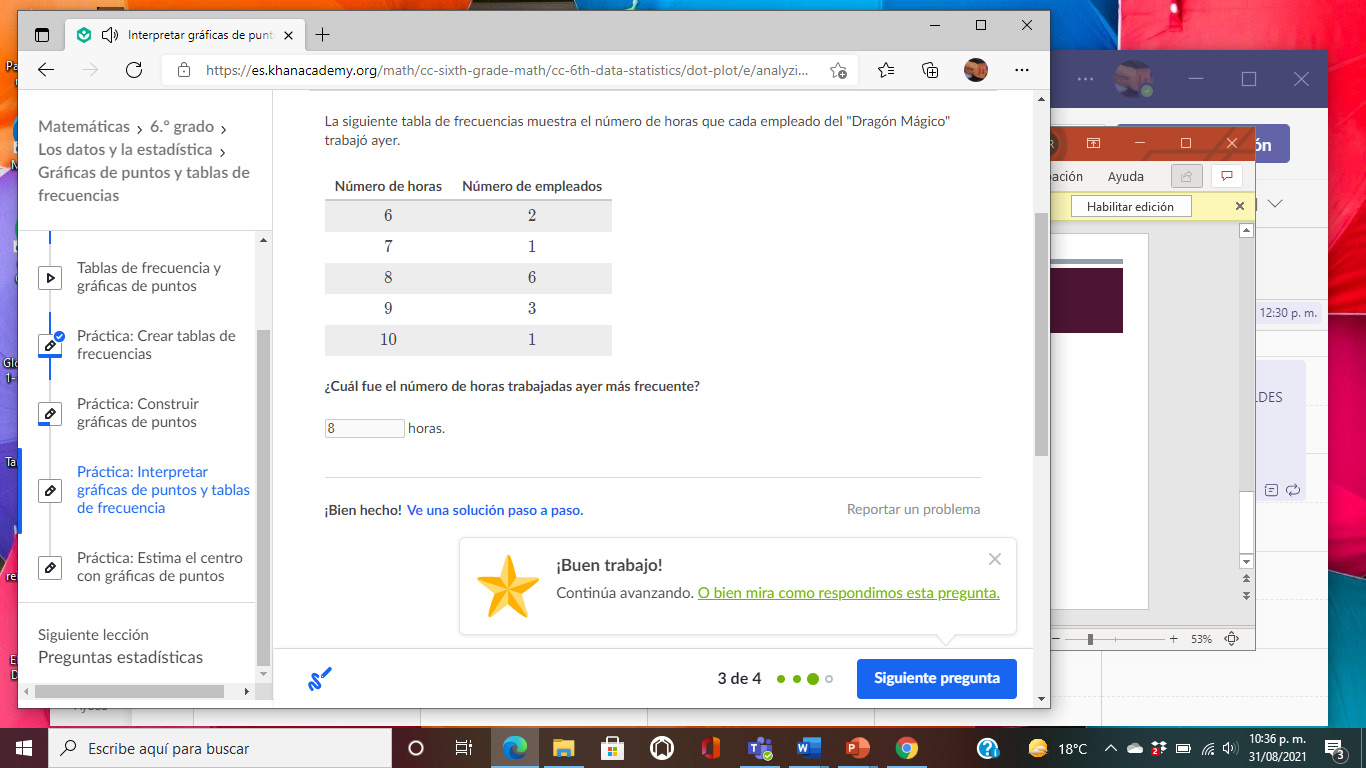 Interpretar gráficas de punt
https://es.khanacademy.org/math/cc-sixth-grade-math/cc-6th-data-statistics/dot-plot/e/analyzi...
Matemáticas > 6.º grado >
Los datos y la estadística >
Gráficas de puntos y tablas de
frecuencias
Tablas de frecuencia y
gráficas de puntos
Práctica: Crear tablas de
frecuencias
Práctica: Construir
gráficas de puntos
Práctica: Interpretar
gráficas de puntos y tablas
de frecuencia
Práctica: Estima el centro
con gráficas de puntos
Siguiente lección
Preguntas estadísticas
La siguiente tabla de frecuencias muestra el número de horas que cada empleado del "Dragón Mágico"
trabajó ayer.
Número de horas Número de empleados
6 2
7 1
8 6
9 3
10 1
¿Cuál fue el número de horas trabajadas ayer más frecuente?
8 horas.
¡Bien hecho! Ve una solución paso a paso.
Reportar un problema
¡Buen trabajo!
Continúa avanzando. O bien mira como respondimos esta pregunta.
3 de 4
Siguiente pregunta
ón
ación Ayuda
Habilitar edición
12:30 p. m.
LDES
53%
Escribe aquí para buscar
18°C
10:36 p. m.
31/08/2021
3